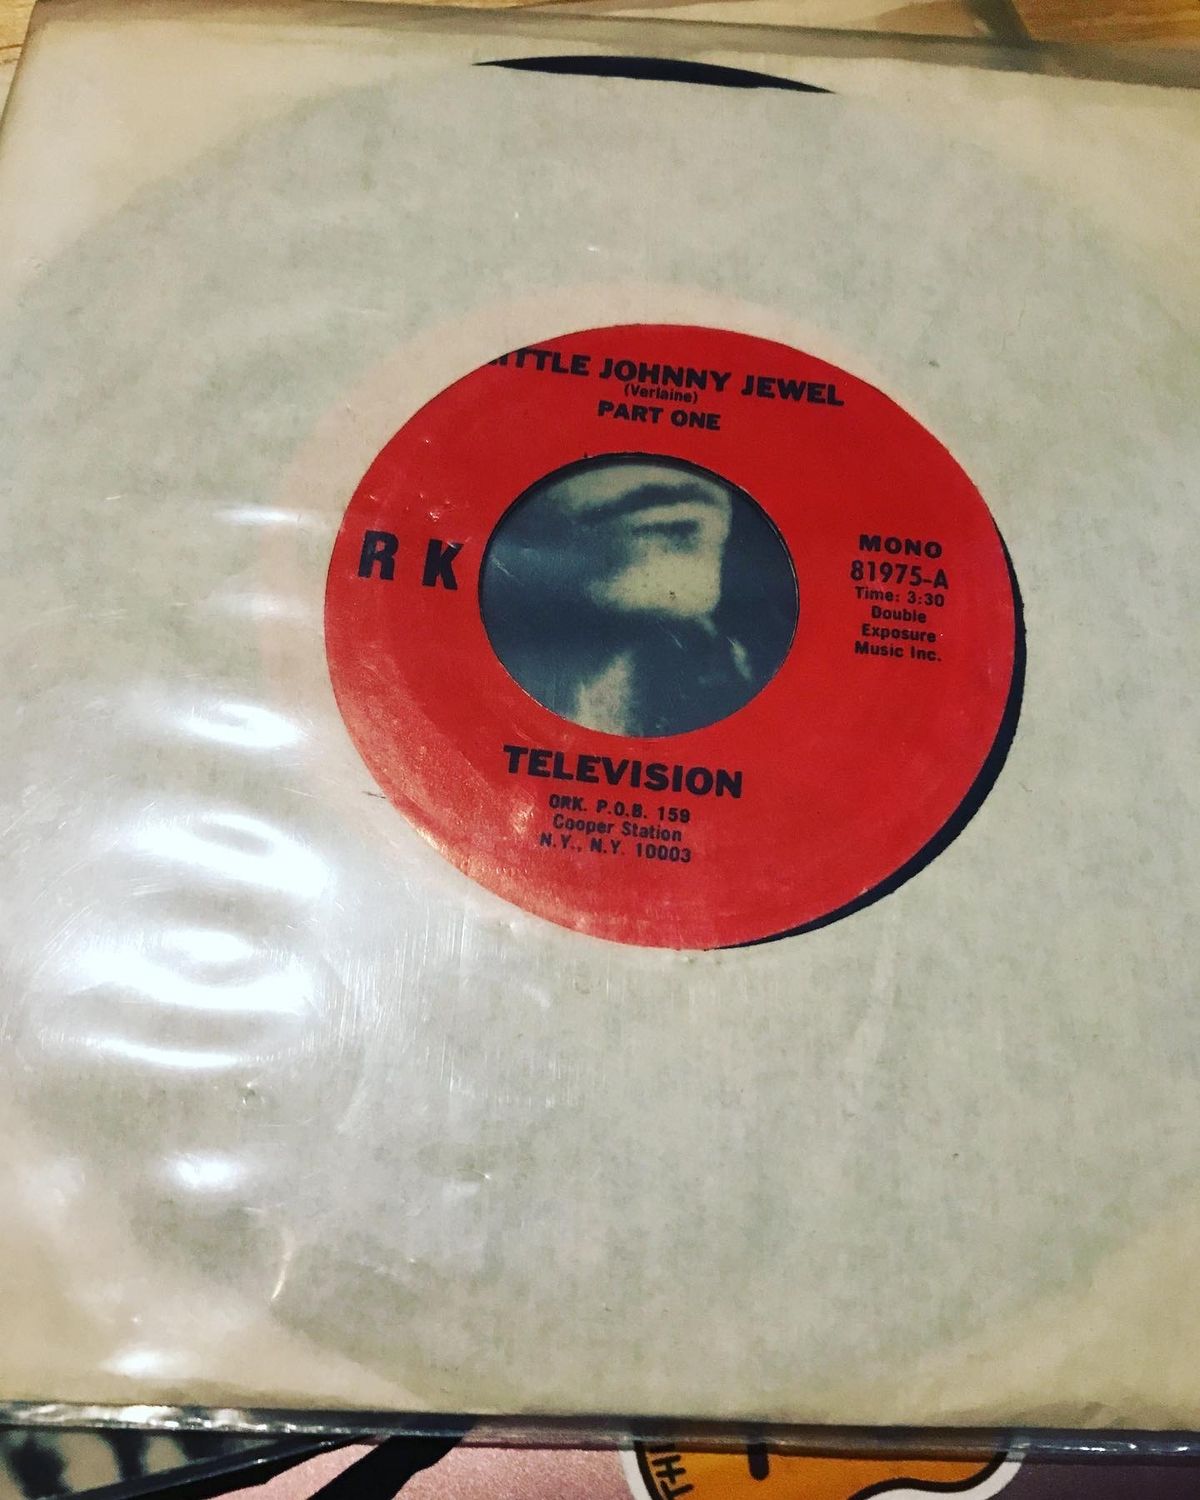 LITTLE JOHNNY JEWEL
(Verlaine)
PART ONE
R K
MONO
81975-A
Time: 3:30
Double
Exposure
Music Inc.
TELEVISION
ORK. P.O.B. 159
Cooper Station
N.Y., N.Y. 10003
THI